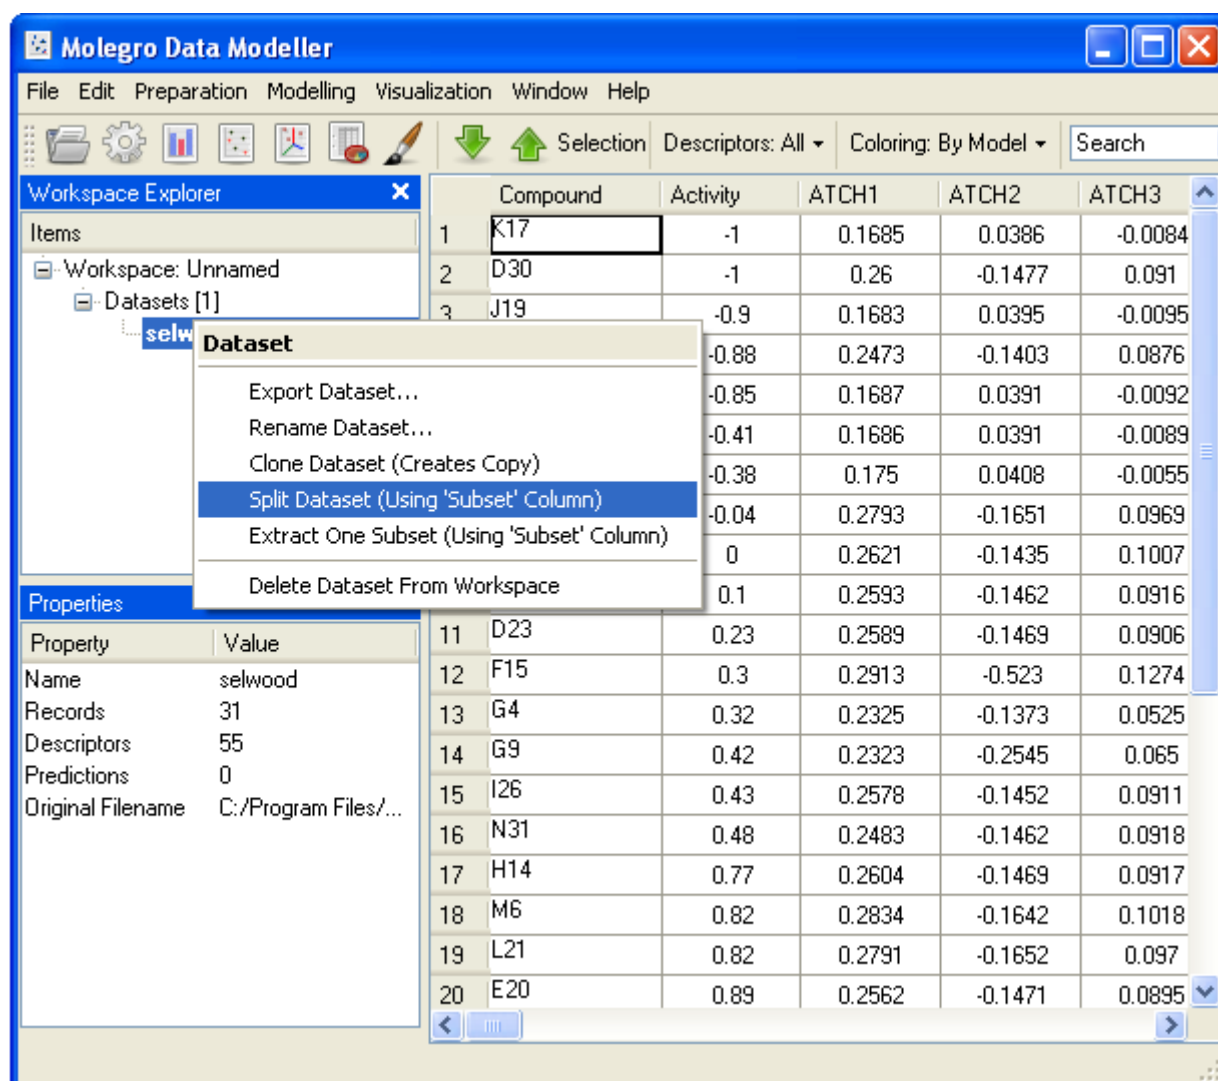 Molegro Data Modeller
File Edit Preparation Modelling Visualization Window Help
Selection Descriptors: All Coloring: By Model Search
Workspace Explorer
Items
Workspace: Unnamed
Datasets [1]
selw
Dataset
Export Dataset...
Rename Dataset...
Clone Dataset (Creates Copy)
Split Dataset (Using 'Subset' Column)
Extract One Subset (Using 'Subset' Column)
Delete Dataset From Workspace
Properties
Property Value
Name selwood
Records 31
Descriptors 55
Predictions 0
Original Filename C:/Program Files/...
Compound Activity ATCH1 ATCH2 ATCH3
1 K17 -1 0.1685 0.0386 -0.0084
2 D30 -1 0.26 -0.1477 0.091
3 J19 -0.9 0.1683 0.0395 -0.0095
-0.88 0.2473 -0.1403 0.0876
-0.85 0.1687 0.0391 -0.0092
-0.41 0.1686 0.0391 -0.0089
-0.38 0.175 0.0408 -0.0055
-0.04 0.2793 -0.1651 0.0969
0 0.2621 -0.1435 0.1007
0.1 0.2593 -0.1462 0.0916
11 D23 0.23 0.2589 -0.1469 0.0906
12 F15 0.3 0.2913 -0.523 0.1274
13 G4 0.32 0.2325 -0.1373 0.0525
14 G9 0.42 0.2323 -0.2545 0.065
15 I26 0.43 0.2578 -0.1452 0.0911
16 N31 0.48 0.2483 -0.1462 0.0918
17 H14 0.77 0.2604 -0.1469 0.0917
18 M6 0.82 0.2834 -0.1642 0.1018
19 L21 0.82 0.2791 -0.1652 0.097
20 E20 0.89 0.2562 -0.1471 0.0895